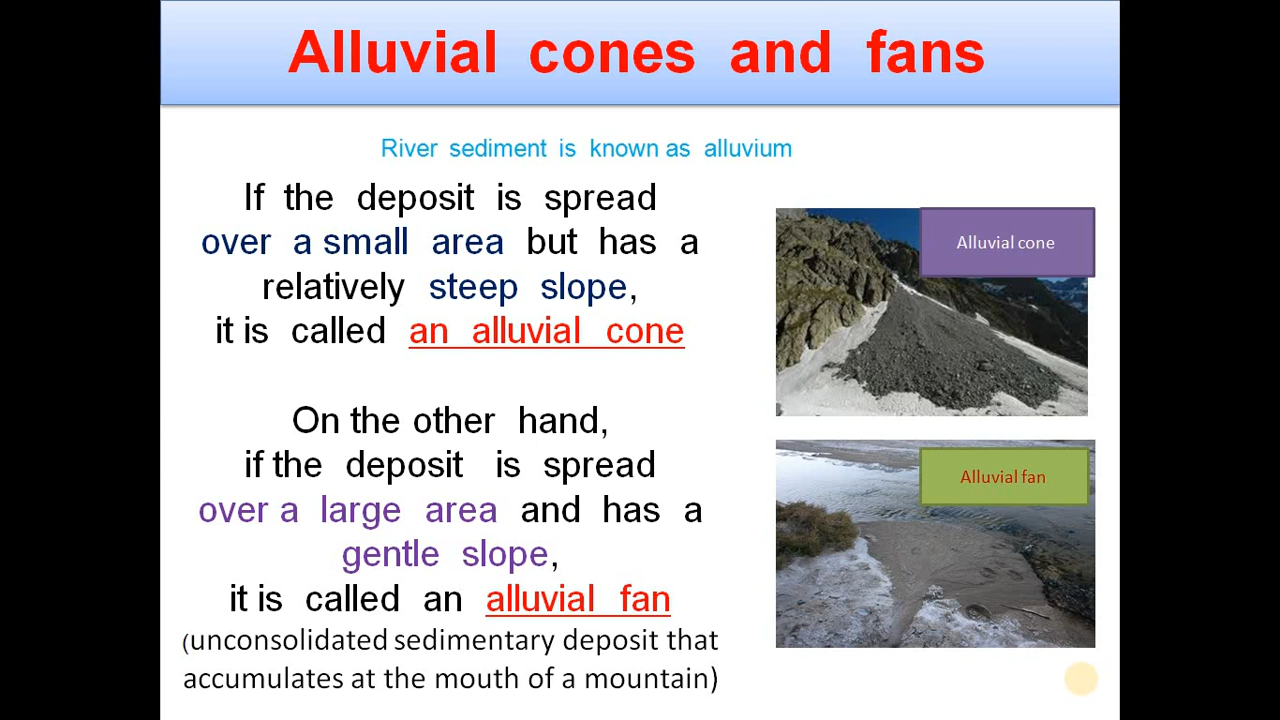 Alluvial cones and fans
River sediment is known as alluvium
If the deposit is spread
over a small area but has a
relatively steep slope,
it is called an alluvial cone
On the other hand,
if the deposit is spread
over a large area and has a
gentle slope,
it is called an alluvial fan
(unconsolidated sedimentary deposit that
accumulates at the mouth of a mountain)
Alluvial cone
Alluvial fan